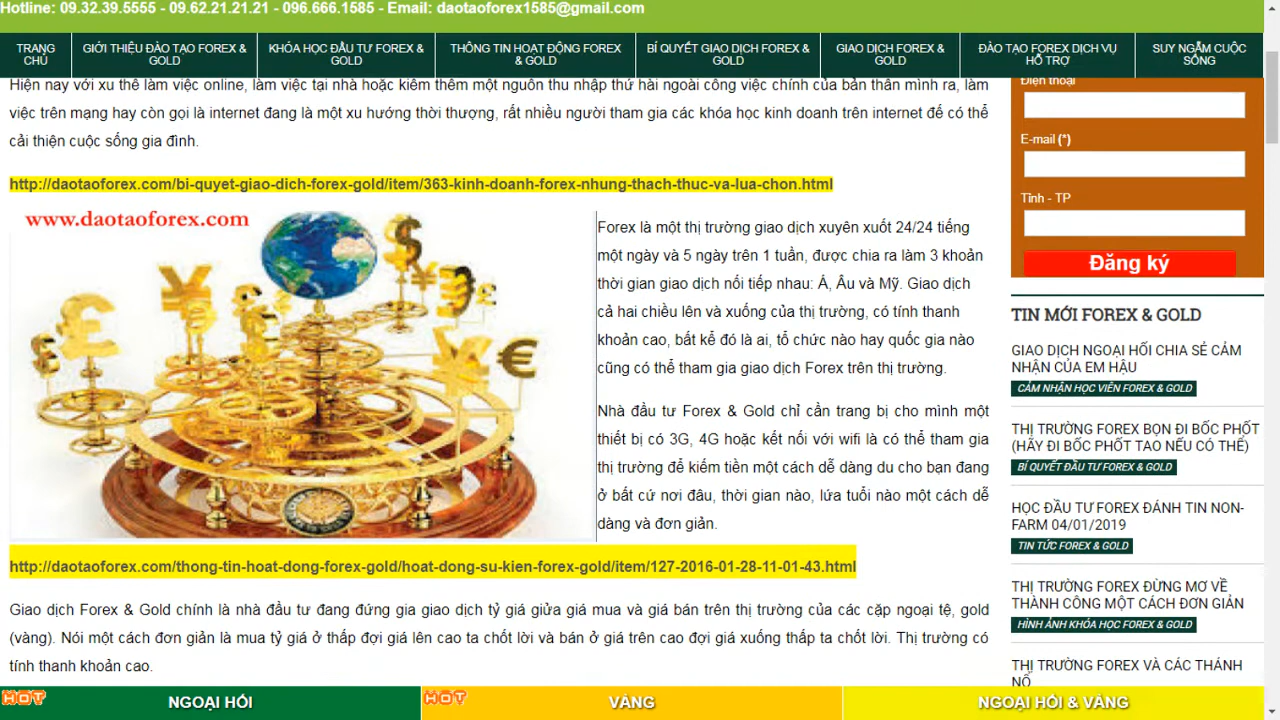 Hotline: 09.32.39.5555 - 09.62.21.21.21 - 096.666.1585 - Email: daotaoforex1585@gmail.com
TRANG CHỦ
GIỚI THIỆU ĐÀO TẠO FOREX & GOLD
KHÓA HỌC ĐẦU TƯ FOREX & GOLD
THÔNG TIN HOẠT ĐỘNG FOREX & GOLD
BÍ QUYẾT GIAO DỊCH FOREX & GOLD
GIAO DỊCH FOREX & GOLD
ĐÀO TẠO FOREX DỊCH VỤ HỖ TRỢ
SUY NGẪM CUỘC SỐNG
Hiện nay với xu thế làm việc online, làm việc tại nhà hoặc kiêm thêm một nguồn thu nhập thứ hai ngoài công việc chính của bản thân mình ra, làm
việc trên mạng hay còn gọi là internet đang là một xu hướng thời thượng, rất nhiều người tham gia các khóa học kinh doanh trên internet để có thể
cải thiện cuộc sống gia đình.
http://daotaoforex.com/bi-quyet-giao-dich-forex-gold/item/363-kinh-doanh-forex-nhung-thach-thuc-va-lua-chon.html
www.daotaoforex.com
Forex là một thị trường giao dịch xuyên xuốt 24/24 tiếng
một ngày và 5 ngày trên 1 tuần, được chia ra làm 3 khoản
thời gian giao dịch nối tiếp nhau: Á, Âu và Mỹ. Giao dịch
cả hai chiều lên và xuống của thị trường, có tính thanh
khoản cao, bất kể đó là ai, tổ chức nào hay quốc gia nào
cũng có thể tham gia giao dịch Forex trên thị trường.
Nhà đầu tư Forex & Gold chỉ cần trang bị cho mình một
thiết bị có 3G, 4G hoặc kết nối với wifi là có thể tham gia
thị trường để kiếm tiền một cách dễ dàng du cho bạn đang
ở bất cứ nơi đâu, thời gian nào, lứa tuổi nào một cách dễ
dàng và đơn giản.
http://daotaoforex.com/thong-tin-hoat-dong-forex-gold/hoat-dong-su-kien-forex-gold/item/127-2016-01-28-11-01-43.html
Giao dịch Forex & Gold chính là nhà đầu tư đang đứng gia giao dịch tỷ giá giửa giá mua và giá bán trên thị trường của các cặp ngoại tệ, gold
(vàng). Nói một cách đơn giản là mua tỷ giá ở thấp đợi giá lên cao ta chốt lời và bán ở giá trên cao đợi giá xuống thấp ta chốt lời. Thị trường có
tính thanh khoản cao.
Điện thoại
E-mail (*)
Tỉnh - TP
Đăng ký
TIN MỚI FOREX & GOLD
GIAO DỊCH NGOẠI HỐI CHIA SẺ CẢM
NHẬN CỦA EM HẬU
CẢM NHẬN HỌC VIÊN FOREX & GOLD
THỊ TRƯỜNG FOREX BỌN ĐI BỐC PHỐT
(HÃY ĐI BỐC PHỐT TAO NẾU CÓ THỂ)
BÍ QUYẾT ĐẦU TƯ FOREX & GOLD
HỌC ĐẦU TƯ FOREX ĐÁNH TIN NON-
FARM 04/01/2019
TIN TỨC FOREX & GOLD
THỊ TRƯỜNG FOREX ĐỪNG MƠ VỀ
THÀNH CÔNG MỘT CÁCH ĐƠN GIẢN
HÌNH ẢNH KHÓA HỌC FOREX & GOLD
THỊ TRƯỜNG FOREX VÀ CÁC THÁNH
NỔ
HOT
NGOẠI HỐI
HOT
VÀNG
NGOẠI HỐI & VÀNG